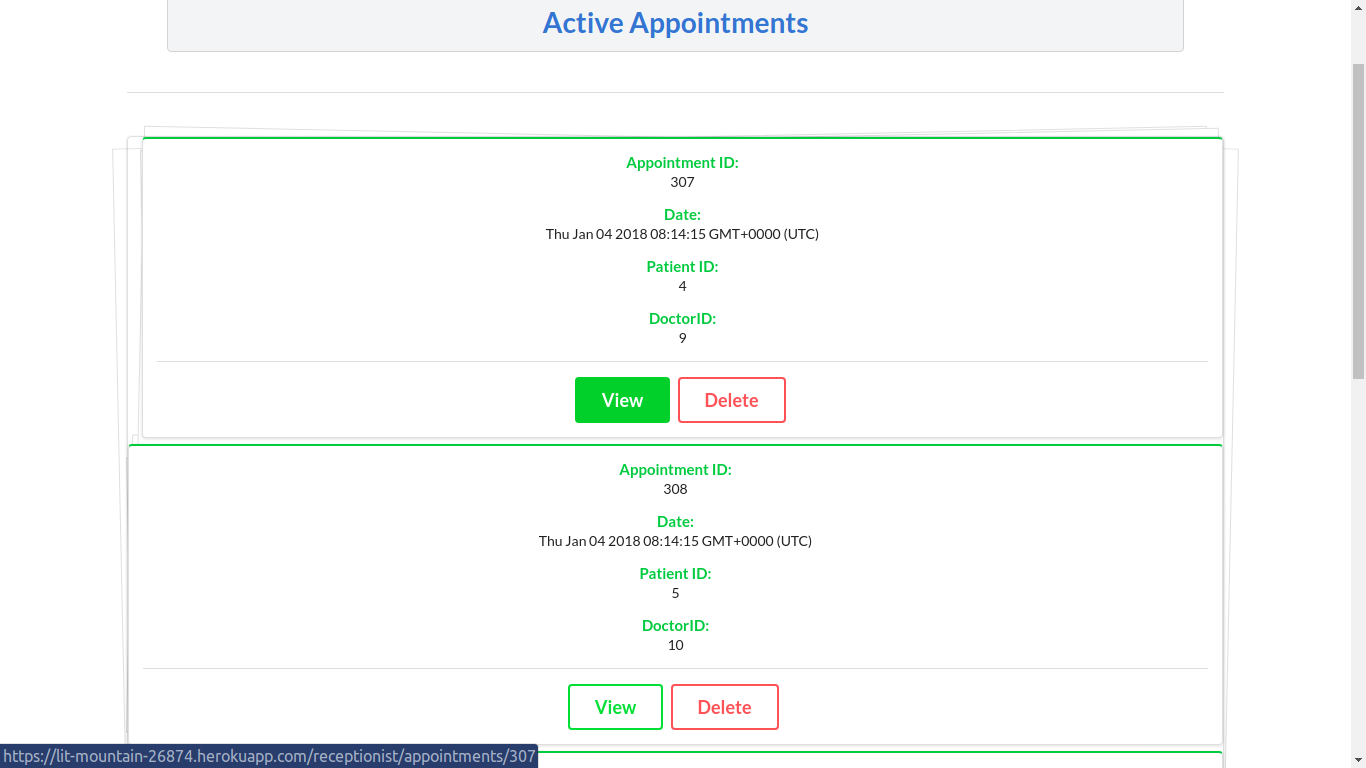 Active Appointments
Appointment ID:
307
Date:
Thu Jan 04 2018 08:14:15 GMT+0000 (UTC)
Patient ID:
4
DoctorID:
9
View Delete
Appointment ID:
308
Date:
Thu Jan 04 2018 08:14:15 GMT+0000 (UTC)
Patient ID:
5
DoctorID:
10
View Delete
https://lit-mountain-26874.herokuapp.com/receptionist/appointments/307